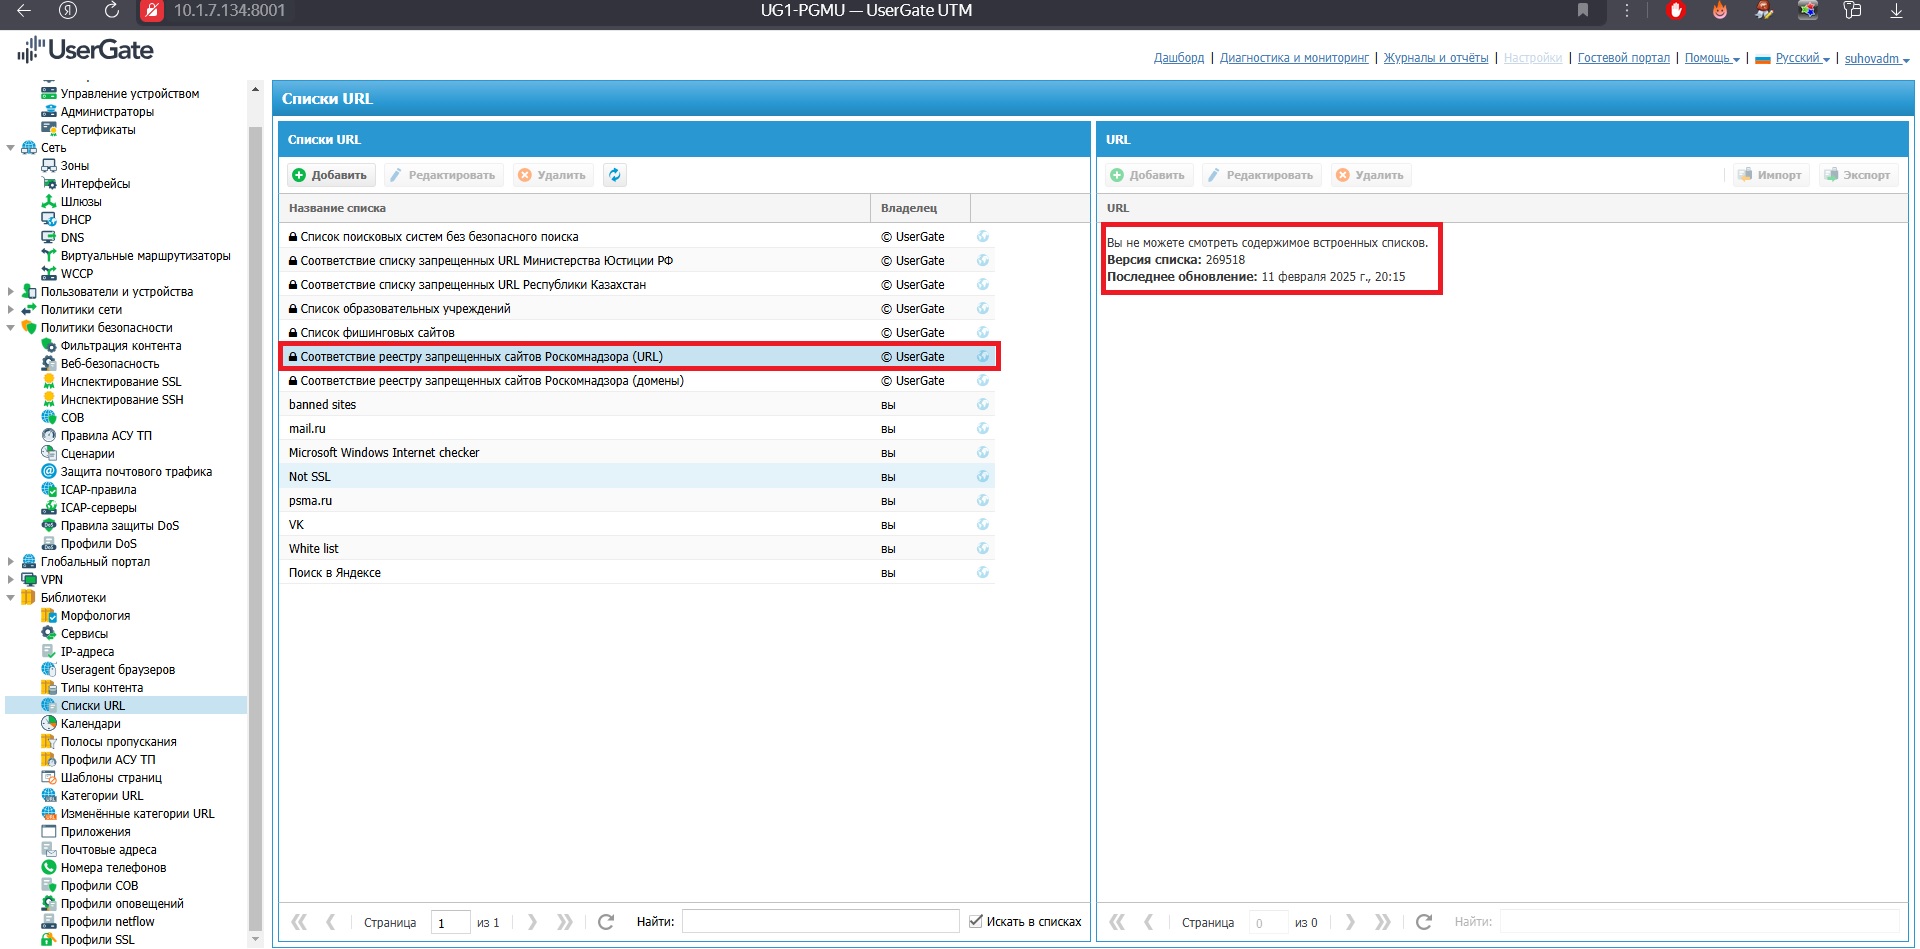 10.1.7.134:8001
UG1-PGMU — UserGate UTM
UserGate
Дашборд | Диагностика и мониторинг | Журналы и отчёты | Настройки | Гостевой портал | Помощь | Русский | suhovadm
Управление устройством
Администраторы
Сертификаты
Сеть
Зоны
Интерфейсы
Шлюзы
DHCP
DNS
Виртуальные маршрутизаторы
WCCP
Пользователи и устройства
Политики сети
Политики безопасности
Фильтрация контента
Веб-безопасность
Инспектирование SSL
Инспектирование SSH
СОВ
Правила АСУ ТП
Сценарии
Защита почтового трафика
ICAP-правила
ICAP-серверы
Правила защиты DoS
Профили DoS
Глобальный портал
VPN
Библиотеки
Морфология
Сервисы
IP-адреса
Useragent браузеров
Типы контента
Списки URL
Календари
Полосы пропускания
Профили АСУ ТП
Шаблоны страниц
Категории URL
Изменённые категории URL
Приложения
Почтовые адреса
Номера телефонов
Профили СОВ
Профили оповещений
Профили netflow
Профили SSL
Списки URL
Списки URL
Добавить Редактировать Удалить
Название списка Владелец
Список поисковых систем без безопасного поиска © UserGate
Соответствие списку запрещенных URL Министерства Юстиции РФ © UserGate
Соответствие списку запрещенных URL Республики Казахстан © UserGate
Список образовательных учреждений © UserGate
Список фишинговых сайтов © UserGate
Соответствие реестру запрещенных сайтов Роскомнадзора (URL) © UserGate
Соответствие реестру запрещенных сайтов Роскомнадзора (домены) © UserGate
banned sites вы
mail.ru вы
Microsoft Windows Internet checker вы
Not SSL вы
psma.ru вы
VK вы
White list вы
Поиск в Яндексе вы
Страница 1 из 1 Найти: Искать в списках
URL
Добавить Редактировать Удалить Импорт Экспорт
URL
Вы не можете смотреть содержимое встроенных списков.
Версия списка: 269518
Последнее обновление: 11 февраля 2025 г., 20:15
Страница 0 из 0 Найти: